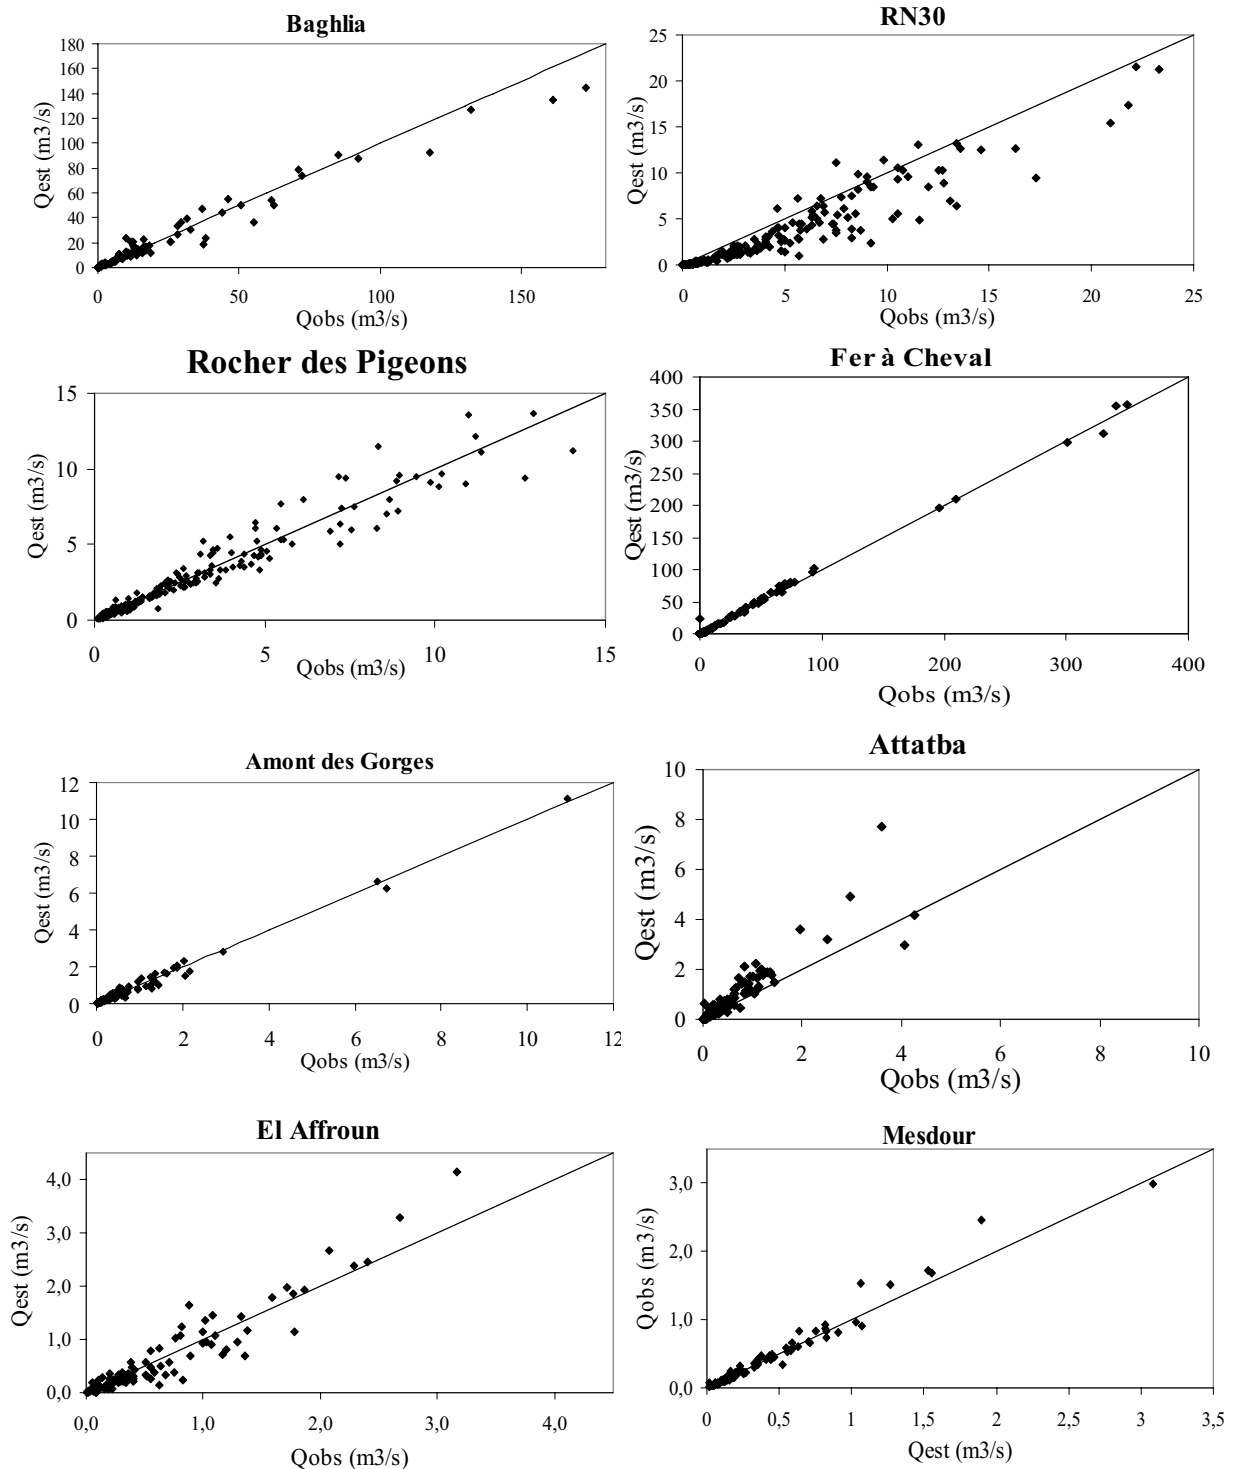 Baghlia
180
160
140
120
100
80
60
40
20
0
Qest (m3/s)
0 50 100 150
Qobs (m3/s)
RN30
25
20
15
10
5
0
Qest (m3/s)
0 5 10 15 20 25
Qobs (m3/s)
Rocher des Pigeons
15
10
5
0
Qest (m3/s)
0 5 10 15
Qobs (m3/s)
Fer à Cheval
400
350
300
250
200
150
100
50
0
Qest (m3/s)
0 100 200 300 400
Qobs (m3/s)
Amont des Gorges
12
10
8
6
4
2
0
Qest (m3/s)
0 2 4 6 8 10 12
Qobs (m3/s)
Attatba
10
8
6
4
2
0
Qest (m3/s)
0 2 4 6 8 10
Qobs (m3/s)
El Affroun
4,0
3,0
2,0
1,0
0,0
Qest (m3/s)
0,0 1,0 2,0 3,0 4,0
Qobs (m3/s)
Mesdour
3,0
2,0
1,0
0,0
Qobs (m3/s)
0 0,5 1 1,5 2 2,5 3 3,5
Qest (m3/s)